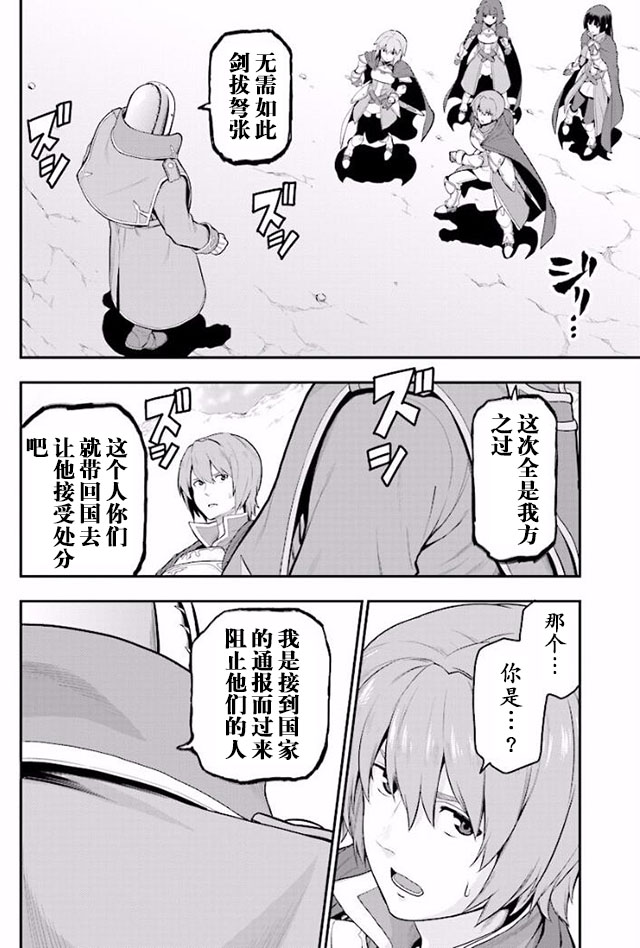 无需如此
剑拔弩张
ズズ
ズシ
ズシ
ジリ…
这次全是我方
之过
ズズ
这个人你们
就带回国去
让他接受处分
吧
那个…
你是…？
我是接到国家
的通报而过来
阻止他们的人